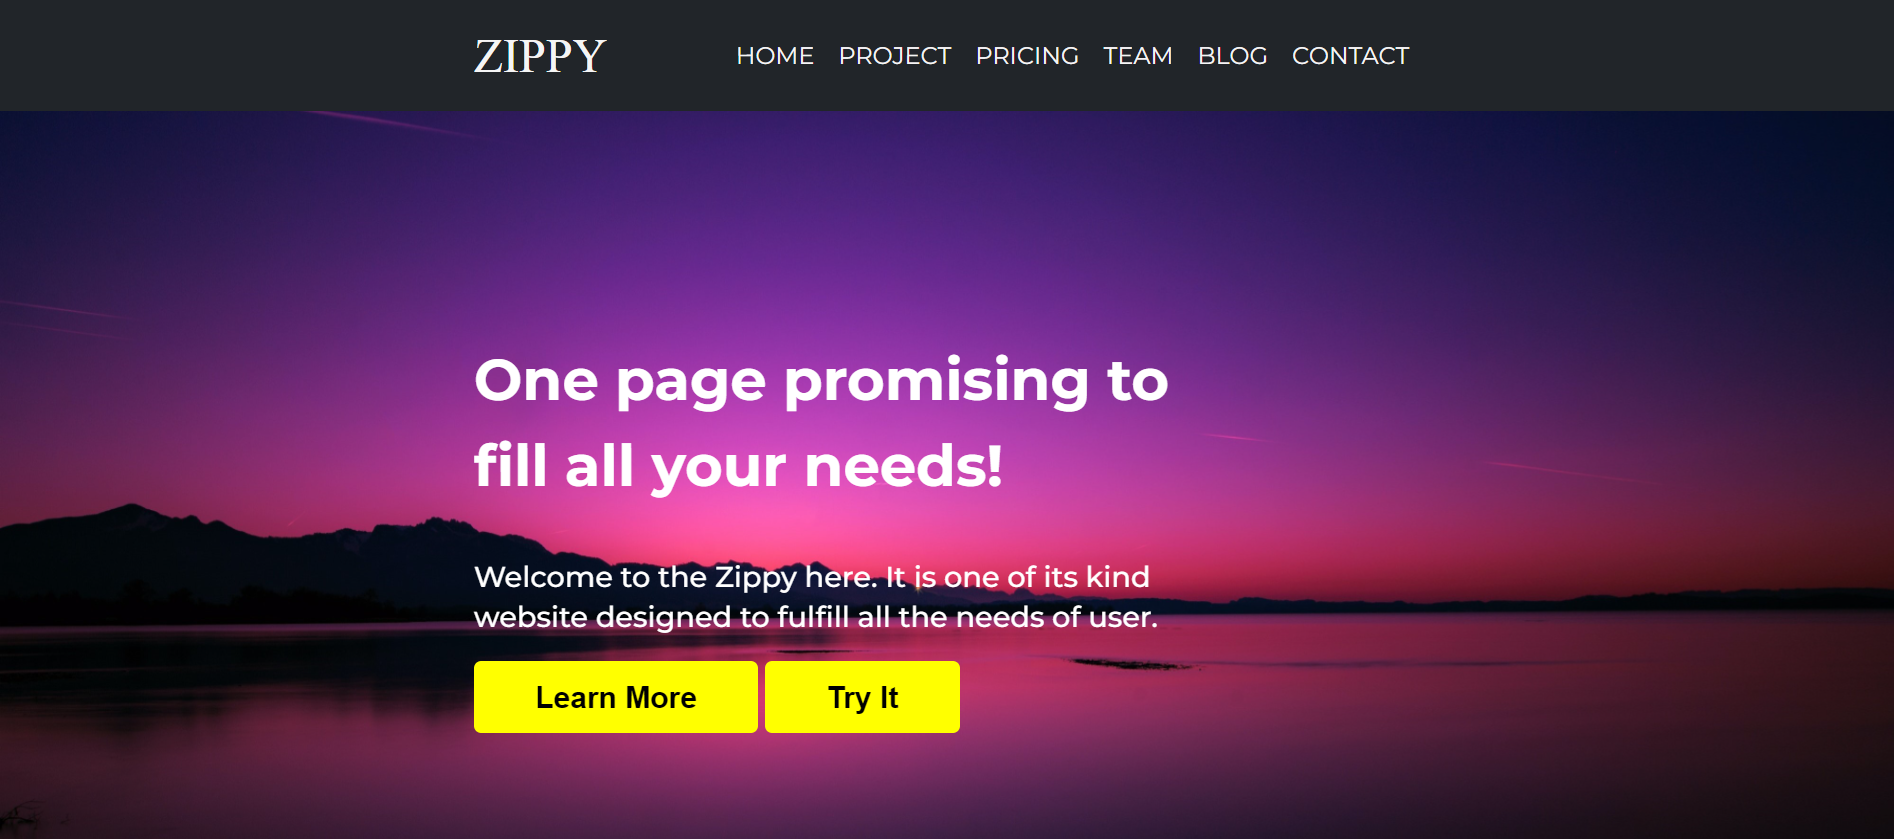 ZIPPY
HOME PROJECT PRICING TEAM BLOG CONTACT
One page promising to
fill all your needs!
Welcome to the Zippy here. It is one of its kind
website designed to fulfill all the needs of user.
Learn More
Try It